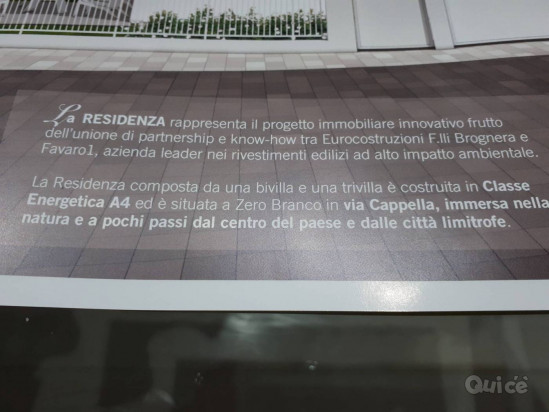 La RESIDENZA rappresenta il progetto immobiliare innovativo frutto
dell'unione di partnership e know-how tra Eurocostruzioni F.lli Brognera e
Favaro1, azienda leader nei rivestimenti edilizi ad alto impatto ambientale.
La Residenza composta da una bivilla e una trivilla è costruita in Classe
Energetica A4 ed è situata a Zero Branco in via Cappella, immersa nella
natura e a pochi passi dal centro del paese e dalle città limitrofe.
Qui c'è